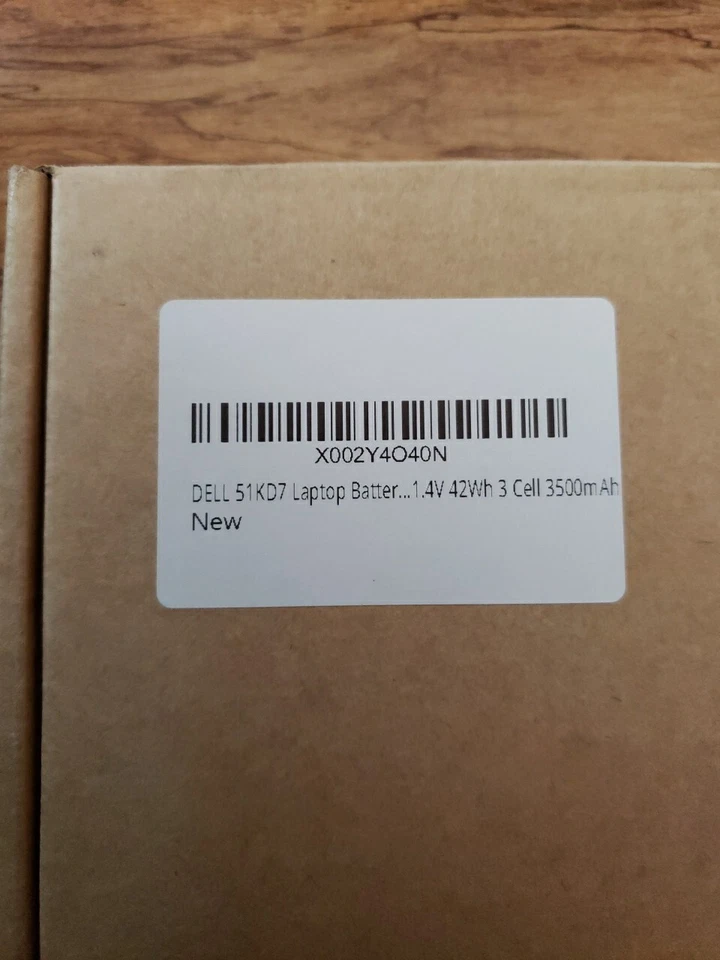 X002Y4O40N
DELL 51KD7 Laptop Batter...1.4V 42Wh 3 Cell 3500mAh
New